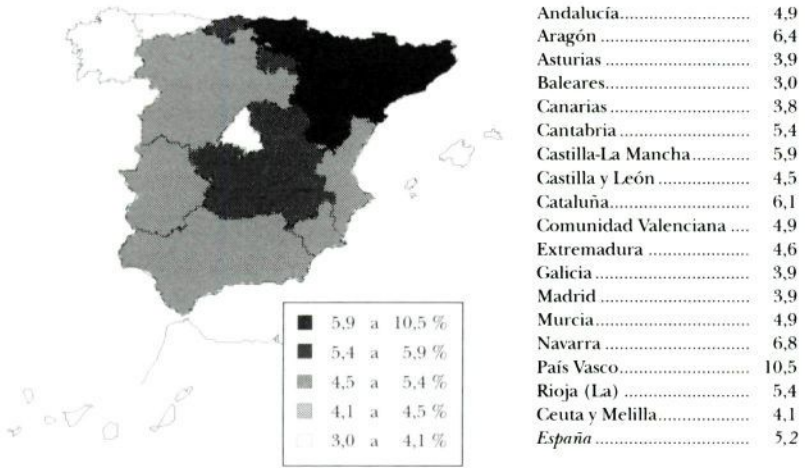 Andalucía.............................. 4,9
Aragón .................................. 6,4
Asturias ................................. 3,9
Baleares................................. 3,0
Canarias................................. 3,8
Cantabria .............................. 5,4
Castilla-La Mancha............. 5,9
Castilla y León ..................... 4,5
Cataluña................................ 6,1
Comunidad Valenciana .... 4,9
Extremadura ....................... 4,6
Galicia ................................... 3,9
Madrid .................................. 3,9
Murcia................................... 4,9
Navarra ................................. 6,8
País Vasco.............................. 10,5
Rioja (La) ............................ 5,4
Ceuta y Melilla..................... 4,1
España ................................... 5,2
5,9 a 10,5 %
5,4 a 5,9 %
4,5 a 5,4 %
4,1 a 4,5 %
3,0 a 4,1 %